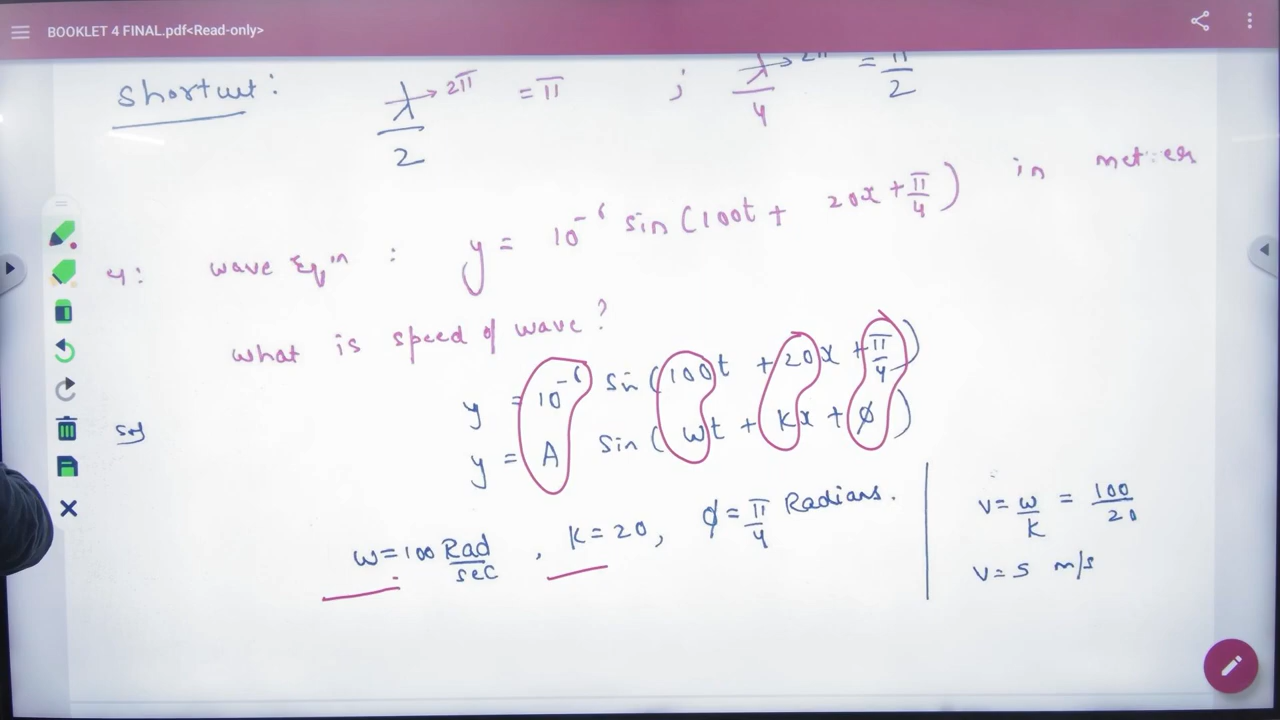 BOOKLET 4 FINAL.pdf<Read-only>
Shortcut: λ/2 → 2π = π ; λ/4 → 2π = π/2
4: wave Eqⁿ : y = 10⁻⁶ sin(100t + 20x + π/4) in meter
What is speed of wave?
Sol y = 10⁻⁶ sin(100t + 20x + π/4)
y = A sin(ωt + Kx + φ)
ω=100 Rad/sec , K=20, φ=π/4 Radians.
V=ω/K = 100/20
V=5 m/s